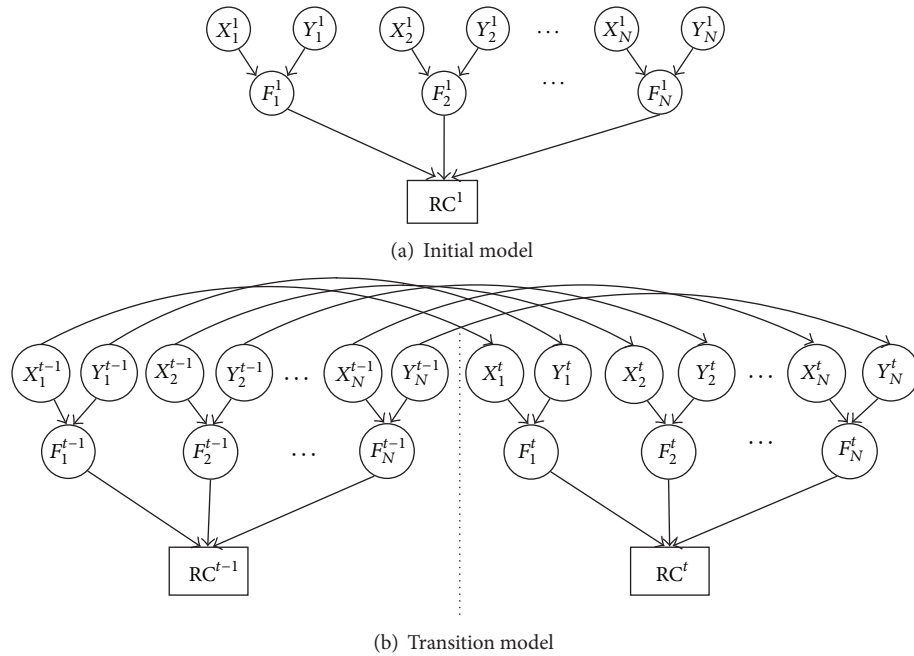 X_1^1 Y_1^1 X_2^1 Y_2^1 ... X_N^1 Y_N^1
F_1^1 F_2^1 ... F_N^1
RC^1
(a) Initial model
X_1^{t-1} Y_1^{t-1} X_2^{t-1} Y_2^{t-1} ... X_N^{t-1} Y_N^{t-1} X_1^t Y_1^t X_2^t Y_2^t ... X_N^t Y_N^t
F_1^{t-1} F_2^{t-1} ... F_N^{t-1} F_1^t F_2^t ... F_N^t
RC^{t-1} RC^t
(b) Transition model